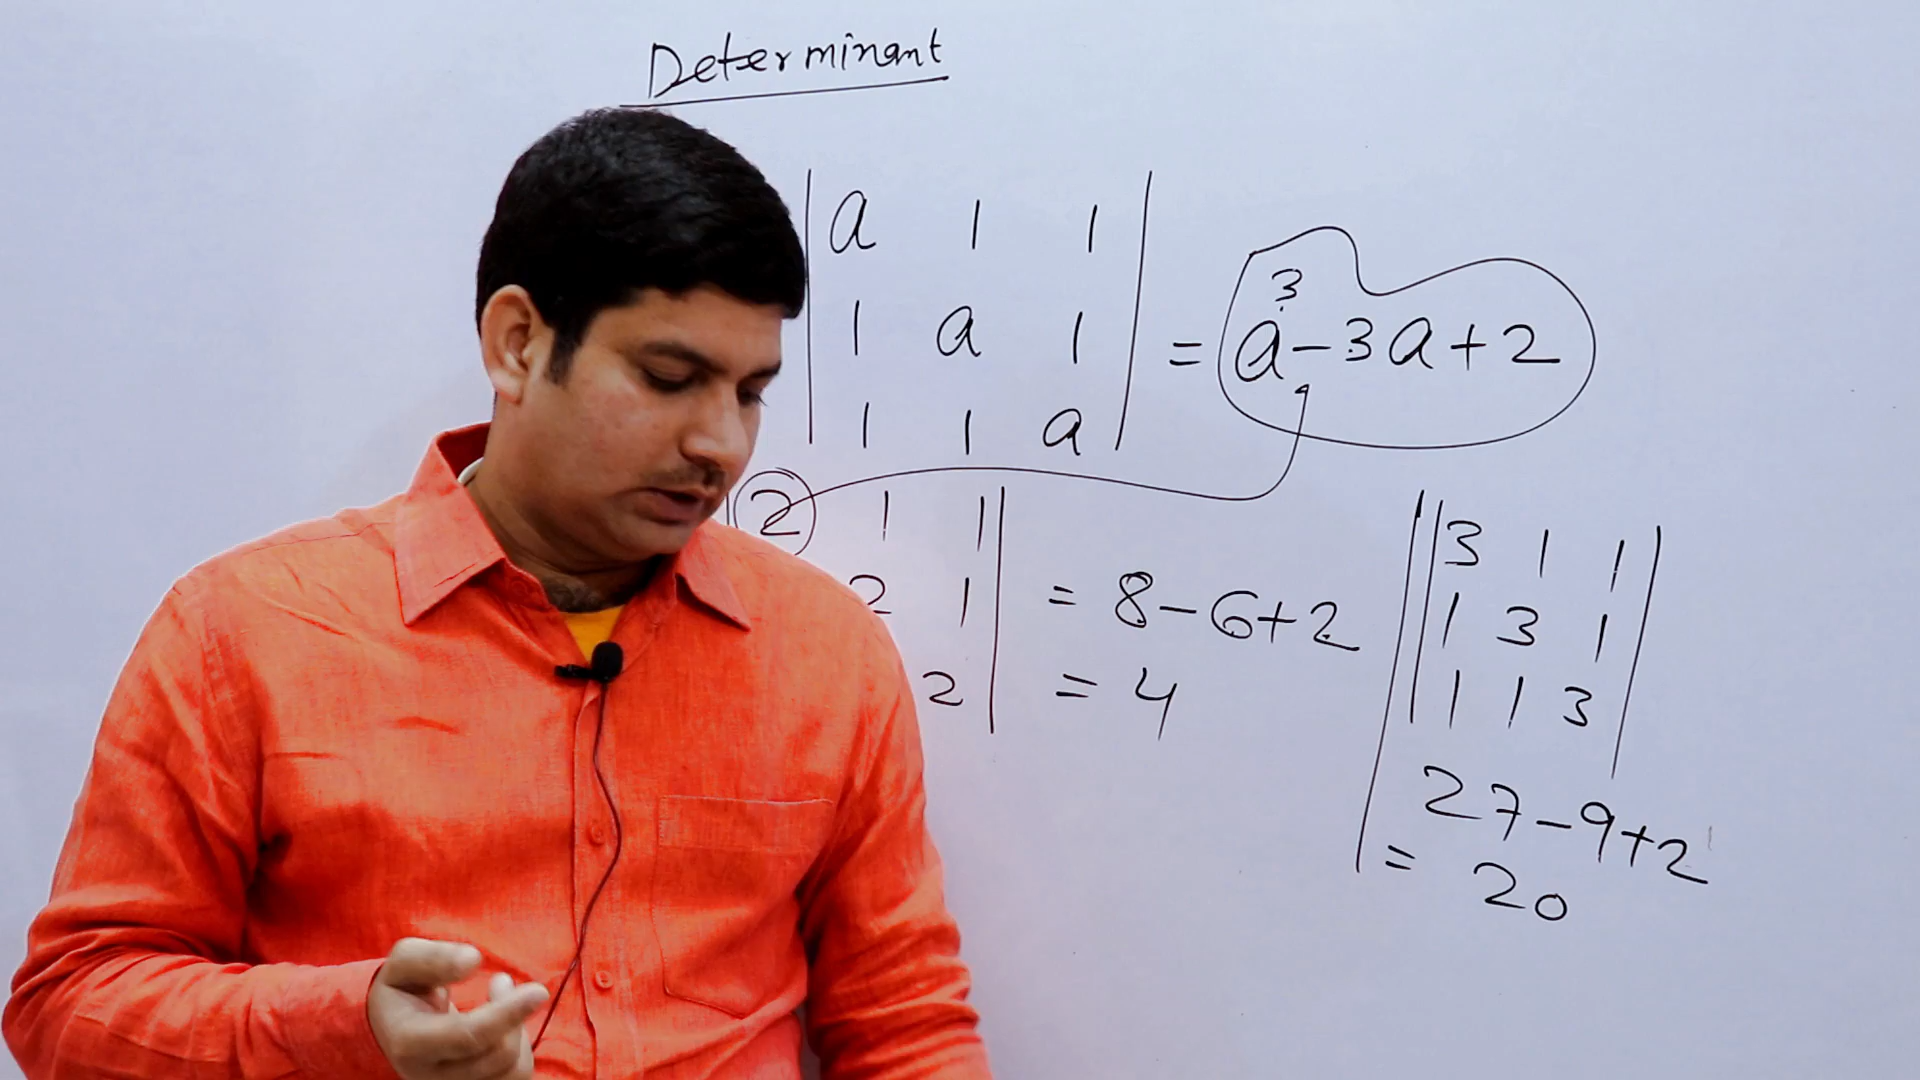 Determinant
| a 1 1 |
| 1 a 1 | = a³-3a+2
| 1 1 a |
| 2 1 1 |
2 1 | = 8-6+2
2 | = 4
|| 3 1 1 |
|| 1 3 1 |
|| 1 1 3 |
27-9+2
= 20